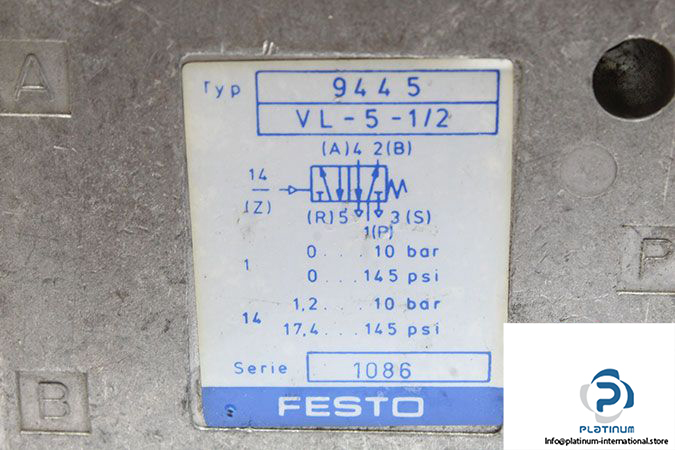 A
Typ 9445
VL-5-1/2
(A)4 2(B)
14
(Z)
(R)5 3(S)
1(P)
P
1
0....10 bar
0...145 psi
14
1,2....10 bar
17,4...145 psi
B
Serie 1086
FESTO
PLATINUM
Info@platinum-international.store